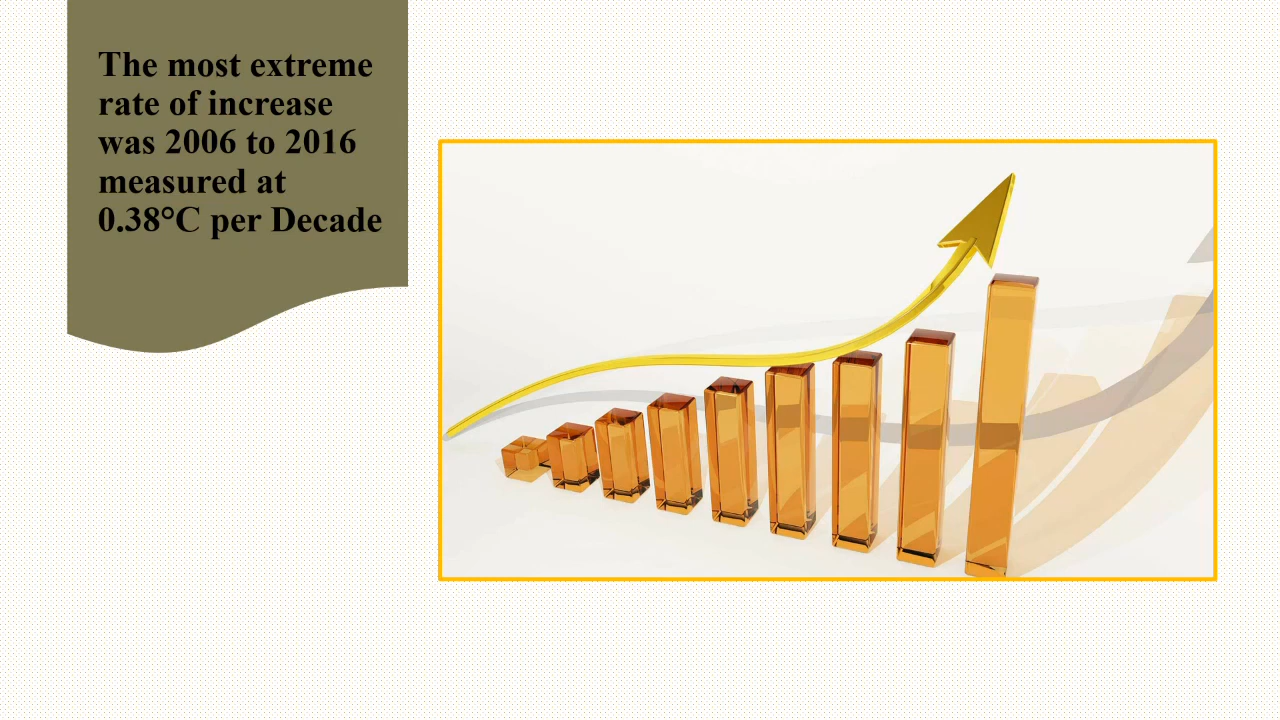 The most extreme
rate of increase
was 2006 to 2016
measured at
0.38°C per Decade